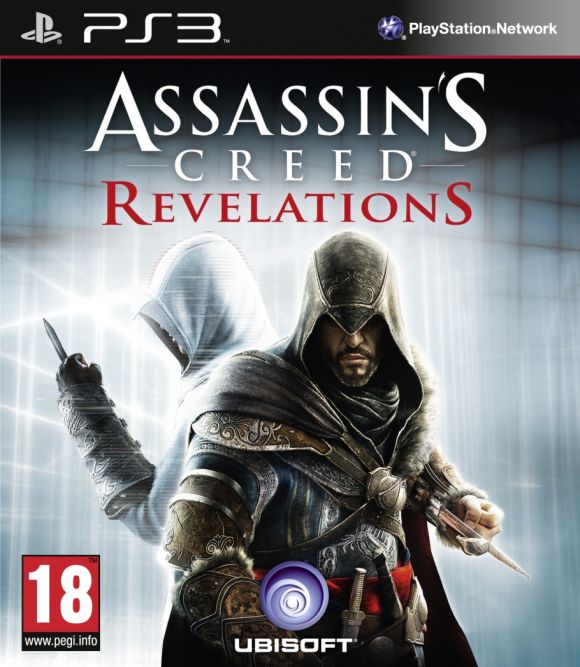 PS3
PlayStation®Network
ASSASSIN'S
CREED®
REVELATIONS
18
www.pegi.info
UBISOFT